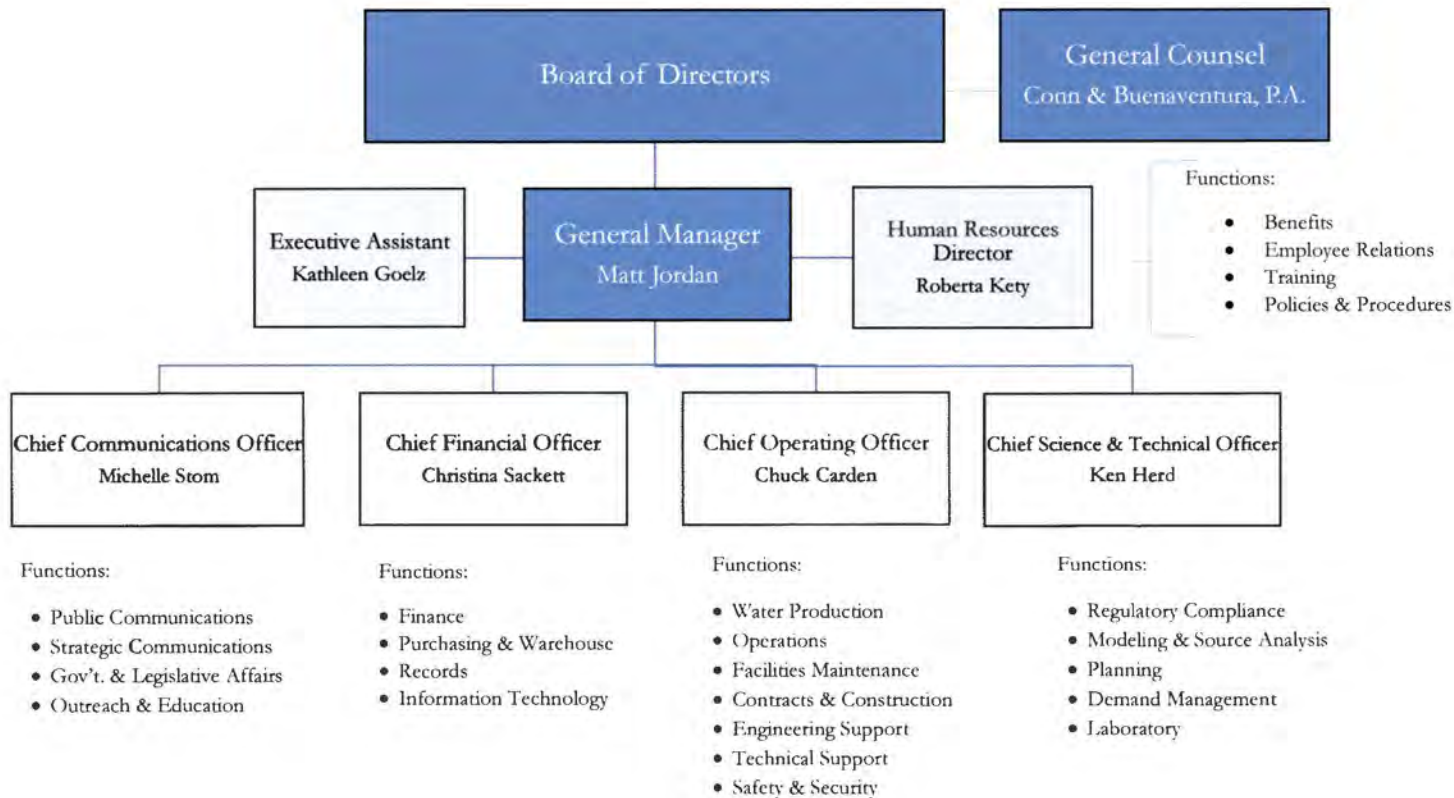 Board of Directors
General Counsel
Conn & Buenaventura, P.A.
Executive Assistant
Kathleen Goelz
General Manager
Matt Jordan
Human Resources
Director
Roberta Kety
Functions:
● Benefits
● Employee Relations
● Training
● Policies & Procedures
Chief Communications Officer
Michelle Stom
Chief Financial Officer
Christina Sackett
Chief Operating Officer
Chuck Carden
Chief Science & Technical Officer
Ken Herd
Functions:
● Public Communications
● Strategic Communications
● Gov't. & Legislative Affairs
● Outreach & Education
Functions:
● Finance
● Purchasing & Warehouse
● Records
● Information Technology
Functions:
● Water Production
● Operations
● Facilities Maintenance
● Contracts & Construction
● Engineering Support
● Technical Support
● Safety & Security
Functions:
● Regulatory Compliance
● Modeling & Source Analysis
● Planning
● Demand Management
● Laboratory